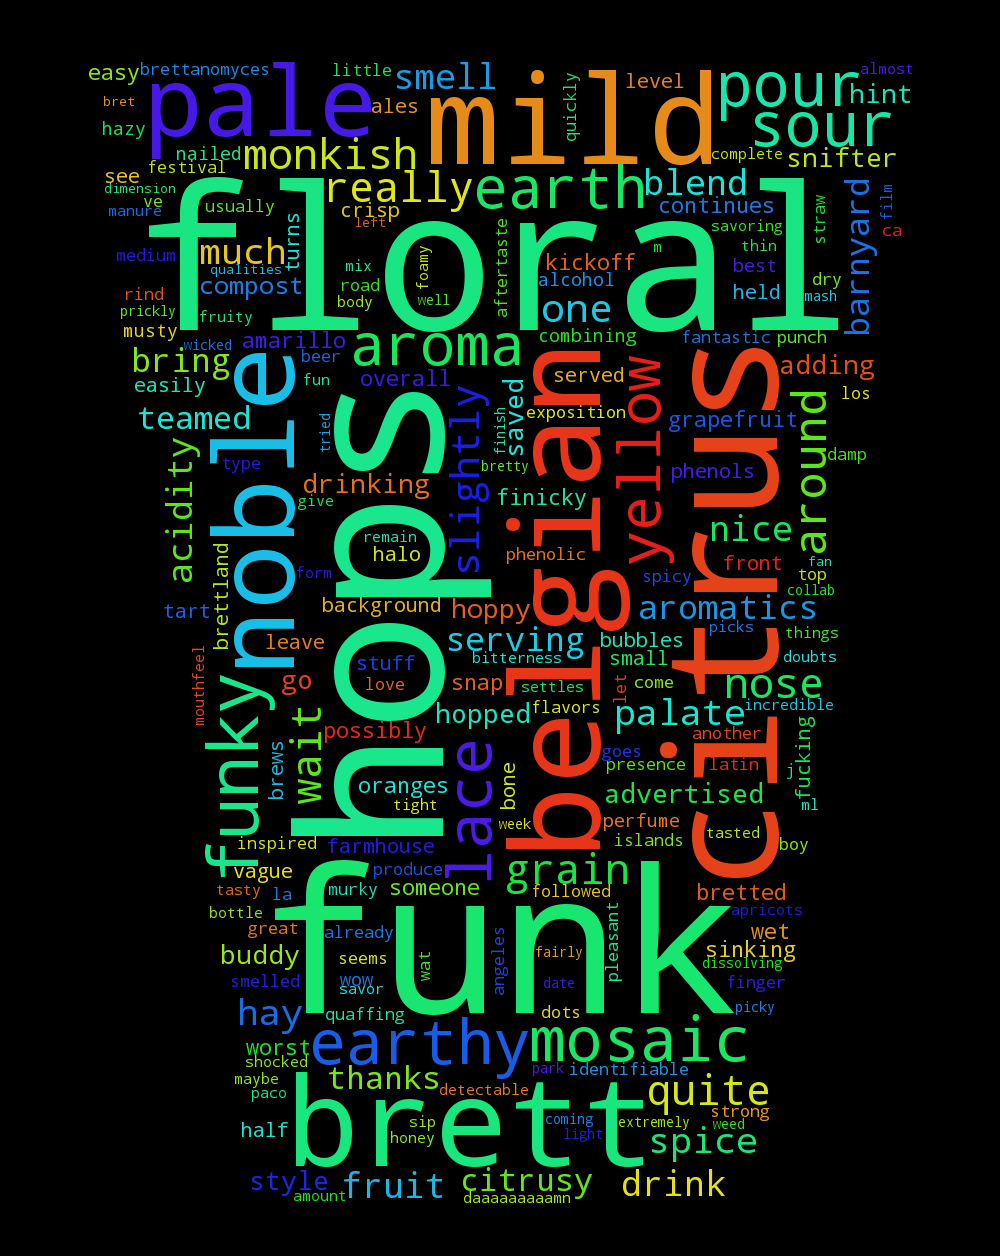 easy
brettanomyces
little
smell
level
pour
almost
pale
mild
bret
ales
quickly
hint
hazy
sour
nailed
monkish
complete
snifter
festival
see
really
earth
blend
dimension
ve
usually
crisp
continues
barnyard
film
manure
left
savoring
straw
ca
floral
much
turns
aftertaste
m
thin
medium
qualities
mix
foamy
kickoff
best
compost
road
alcohol
held
dry
rind
body
well
one
mash
prickly
fruity
musty
wicked
amarillo
aroma
combining
fantastic
punch
bring
beer
overall
served
adding
easily
fun
saved
yellow
los
teamed
noble
hops
slightly
exposition
belgian
grapefruit
citrus
around
tried
finish
damp
acidity
type
bretty
phenols
drinking
finicky
give
nice
remain
halo
phenolic
front
fan
form
spicy
top
collab
brettland
tart
background
hoppy
aromatics
picks
things
leave
serving
bubbles
stuff
bitterness
small
doubts
mouthfeel
go
love
snap
settles
let
come
nose
funky
wait
hopped
flavors
palate
incredible
possibly
another
fucking
brews
lace
goes
presence
latin
j
oranges
bone
advertised
tight
ml
week
perfume
inspired
farmhouse
islands
tasted
boy
vague
produce
grain
tasty
la
murky
someone
followed
bretted
bottle
funk
apricots
great
already
pleasant
wet
buddy
seems
wat
angeles
fairly
sinking
dissolving
smelled
wow
savor
date
finger
hay
quaffing
dots
picky
worst
earthy
mosaic
shocked
maybe
thanks
park
identifiable
paco
detectable
quite
brett
strong
half
sip
coming
extremely
weed
honey
light
spice
style
fruit
citrusy
drink
amount
daaaaaaaaamn